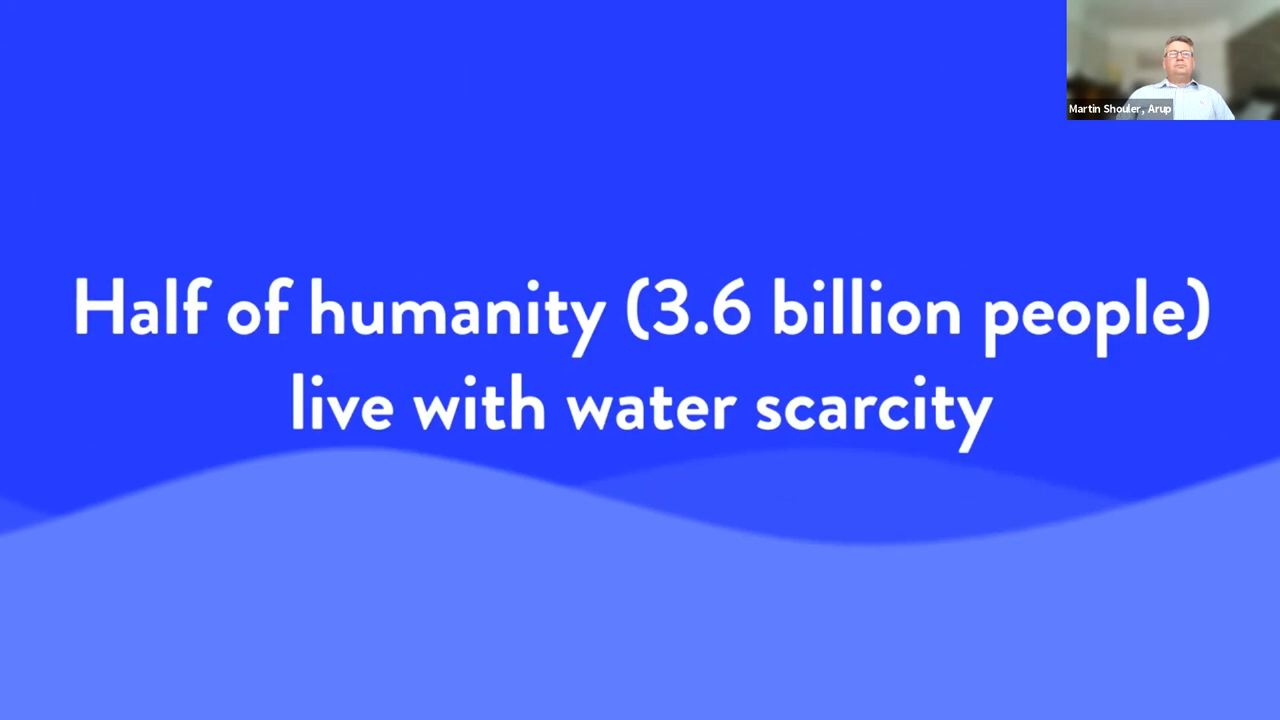 Martin Shouler, Arup
Half of humanity (3.6 billion people)
live with water scarcity